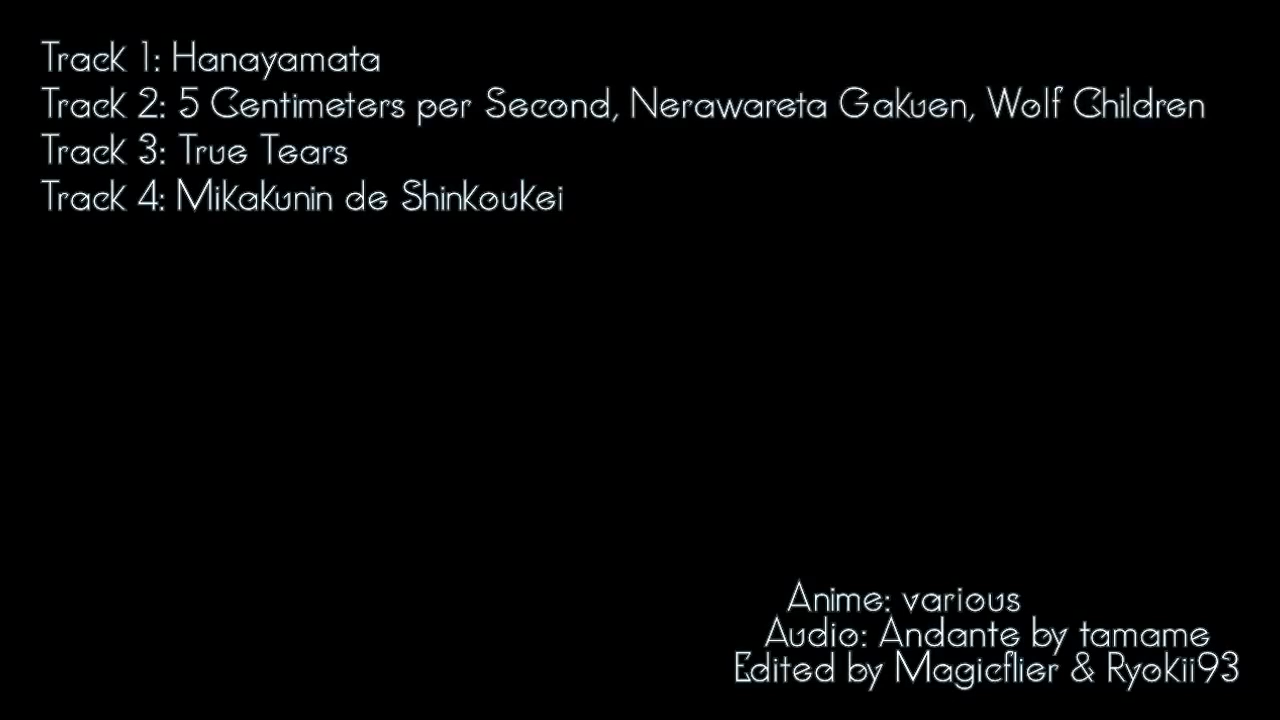 Track 1: Hanayamata
Track 2: 5 Centimeters per Second, Nerawareta Gakuen, Wolf Children
Track 3: True Tears
Track 4: Mikakunin de Shinkoukei
Anime: various
Audio: Andante by tamame
Edited by Magicflier & Ryokii93